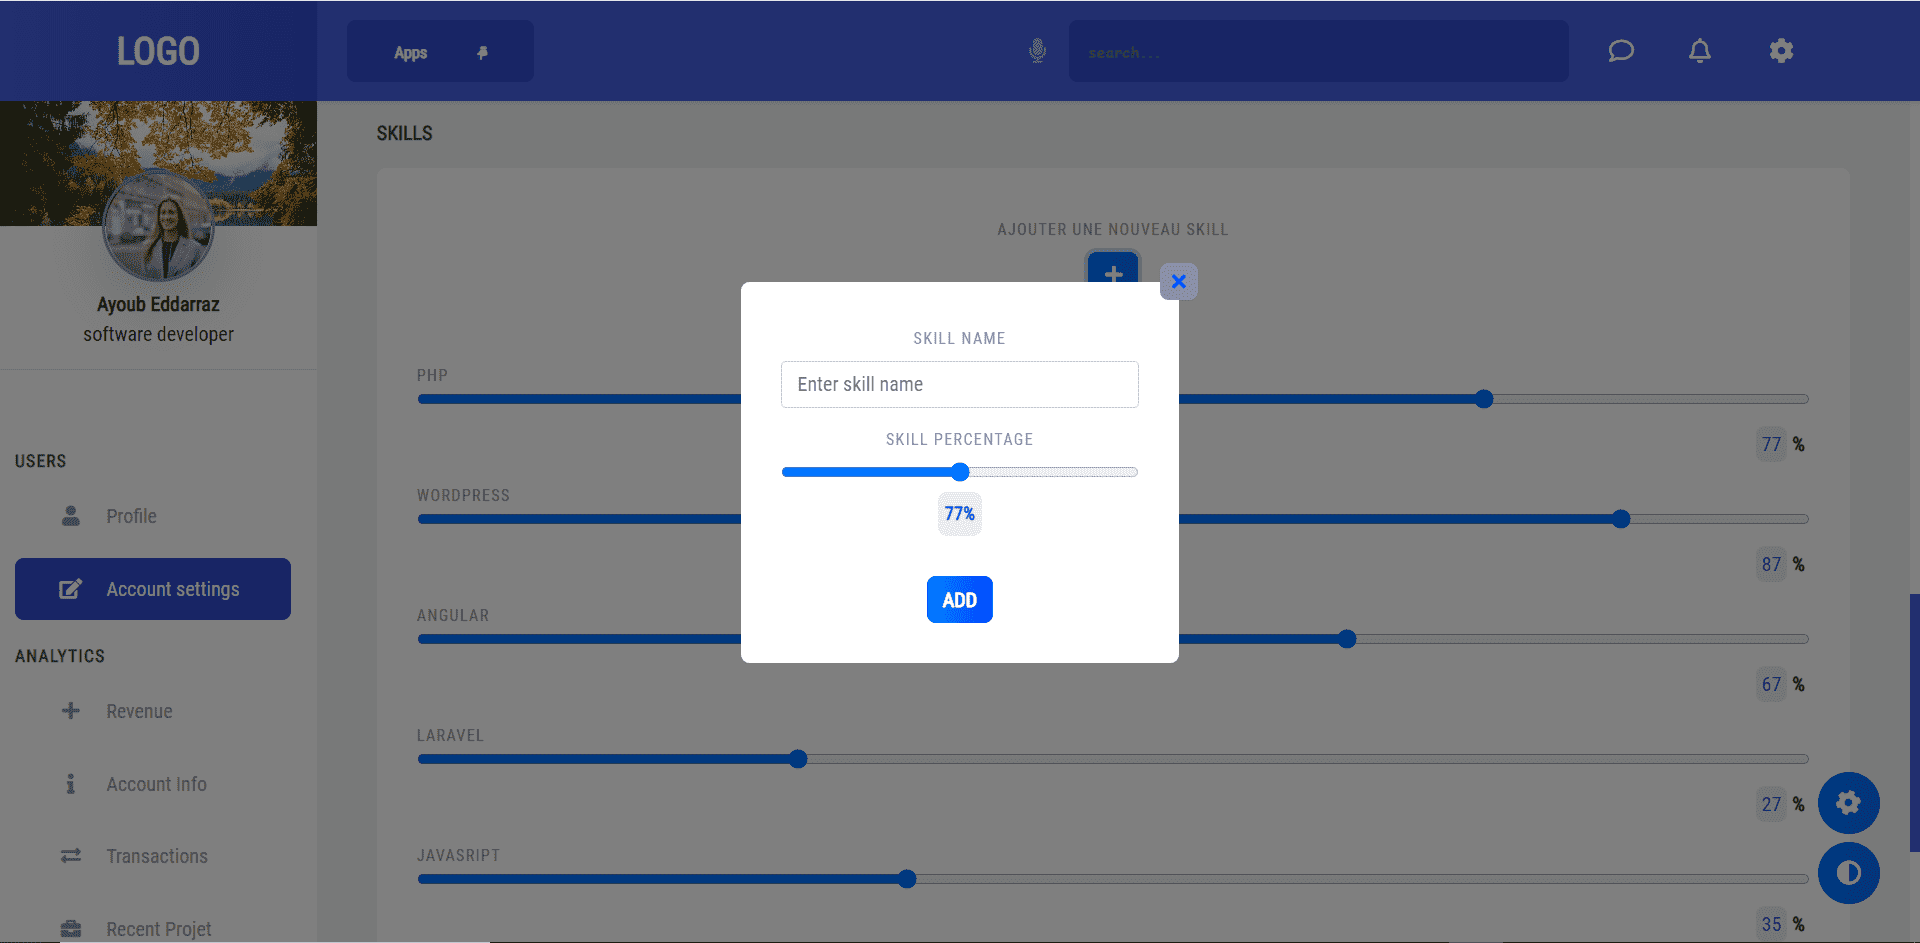 LOGO
Apps
search...
Ayoub Eddarraz
software developer
USERS
Profile
Account settings
ANALYTICS
Revenue
Account Info
Transactions
Recent Projet
SKILLS
AJOUTER UNE NOUVEAU SKILL
SKILL NAME
Enter skill name
SKILL PERCENTAGE
77%
ADD
PHP
77 %
WORDPRESS
87 %
ANGULAR
67 %
LARAVEL
27 %
JAVASRIPT
35 %